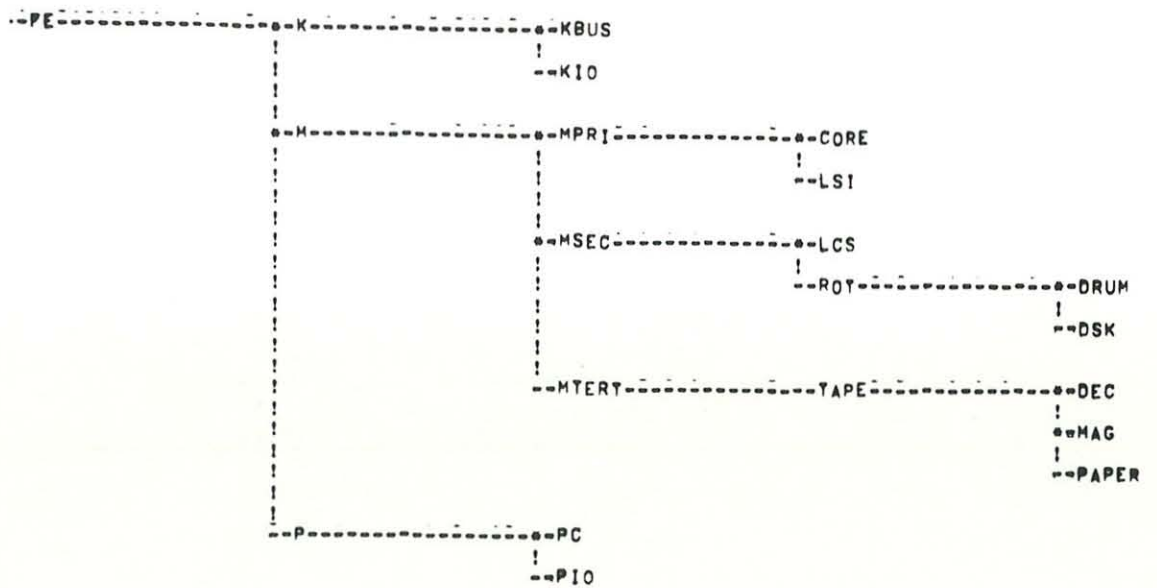 PE K KBUS
KIO
M MPRI CORE
LSI
MSEC LCS
ROT DRUM
DSK
MTERT TAPE DEC
MAG
PAPER
P PC
PIO